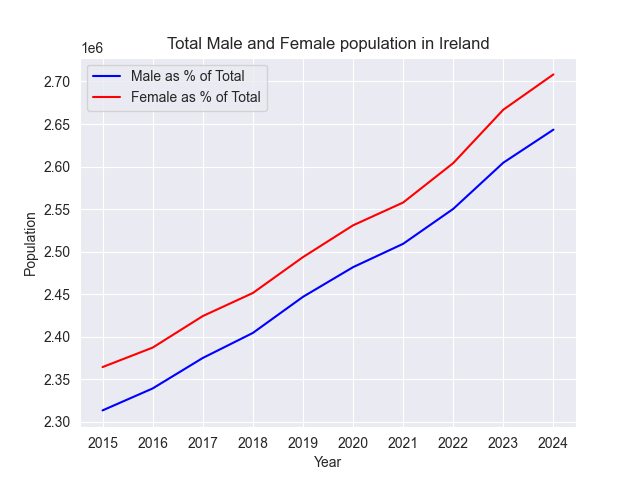 Total Male and Female population in Ireland
1e6
Male as % of Total
Female as % of Total
2.70
2.65
2.60
2.55
2.50
2.45
2.40
2.35
2.30
Population
2015 2016 2017 2018 2019 2020 2021 2022 2023 2024
Year